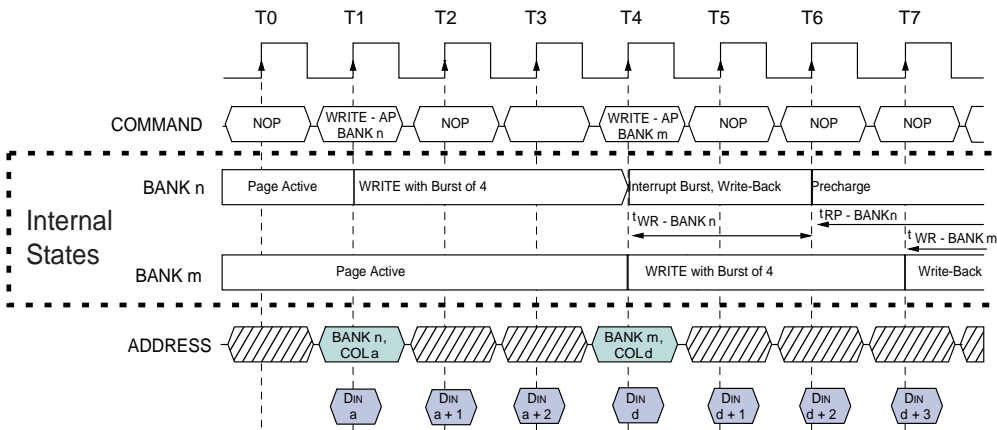 T0 T1 T2 T3 T4 T5 T6 T7
COMMAND NOP WRITE - AP NOP WRITE - AP NOP NOP NOP
BANK n BANK m
BANK n Page Active WRITE with Burst of 4 Interrupt Burst, Write-Back Precharge
Internal
States
tWR - BANK n tRP - BANK n
t WR - BANK m
BANK m Page Active WRITE with Burst of 4 Write-Back
ADDRESS BANK n, BANK m,
COL a COL d
DIN DIN DIN DIN DIN DIN DIN
a a + 1 a + 2 d d + 1 d + 2 d + 3